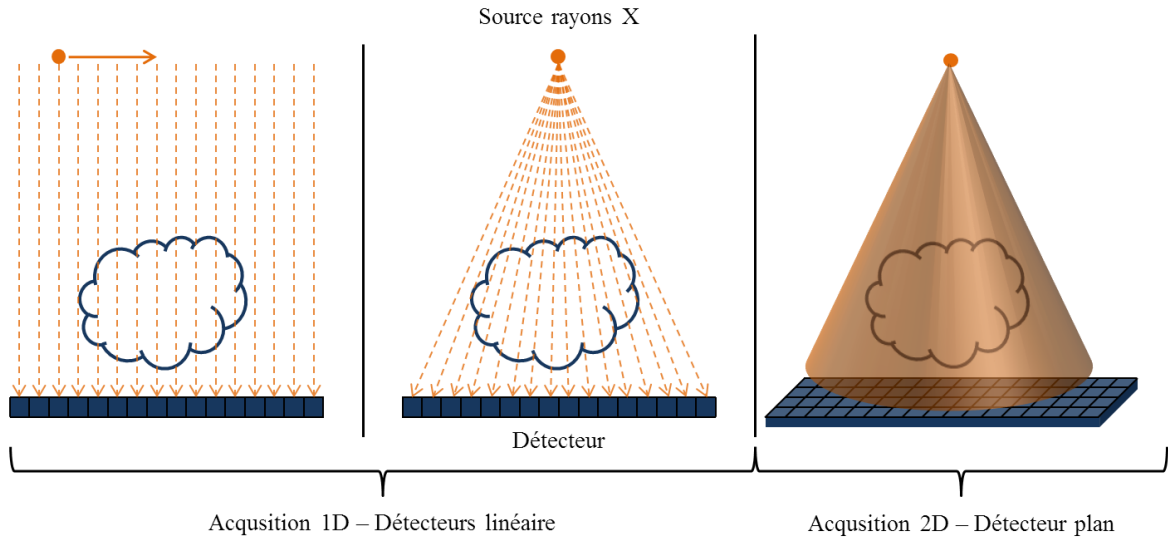 Source rayons X
Détecteur
Acqusition 1D – Détecteurs linéaire
Acqusition 2D – Détecteur plan